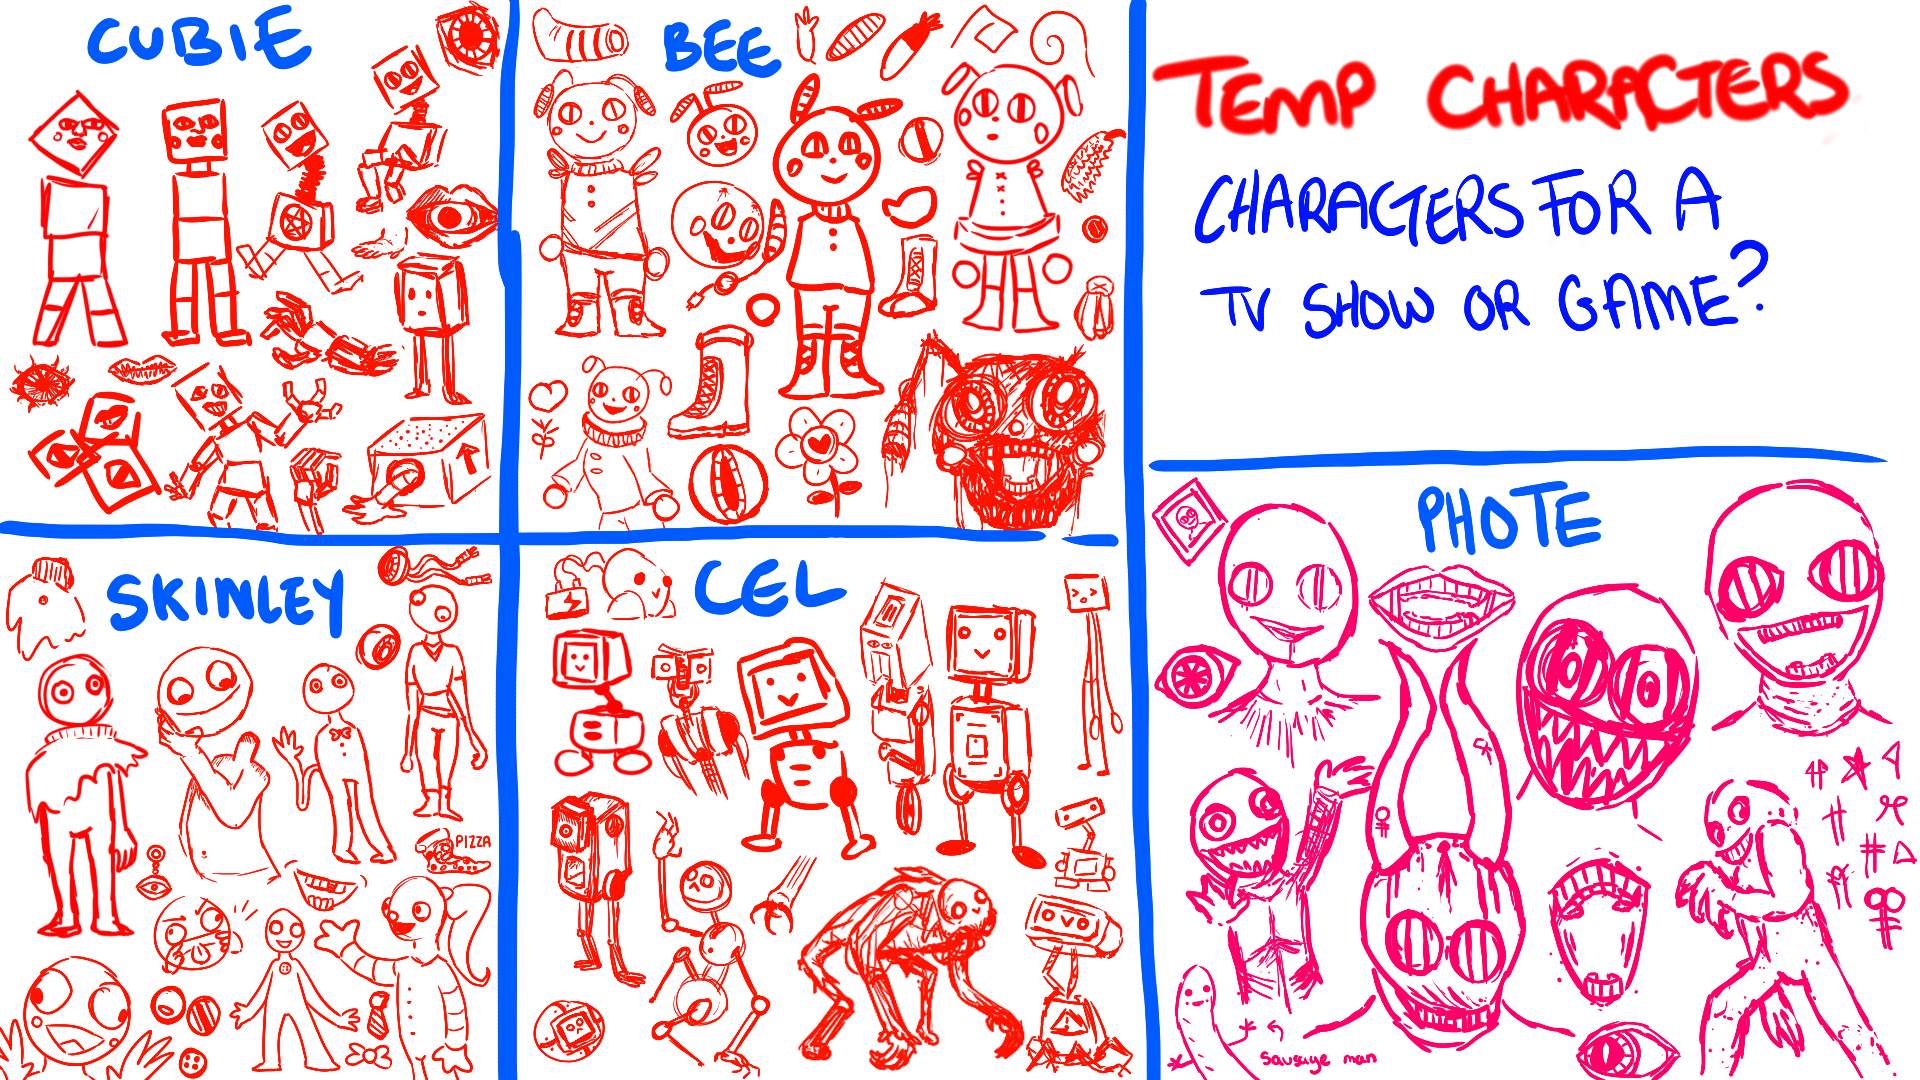 CUBIE
BEE
TEMP CHARACTERS
CHARACTERS FOR A
TV SHOW OR GAME?
SKINLEY
PIZZA
CEL
PHOTE
Sausage man